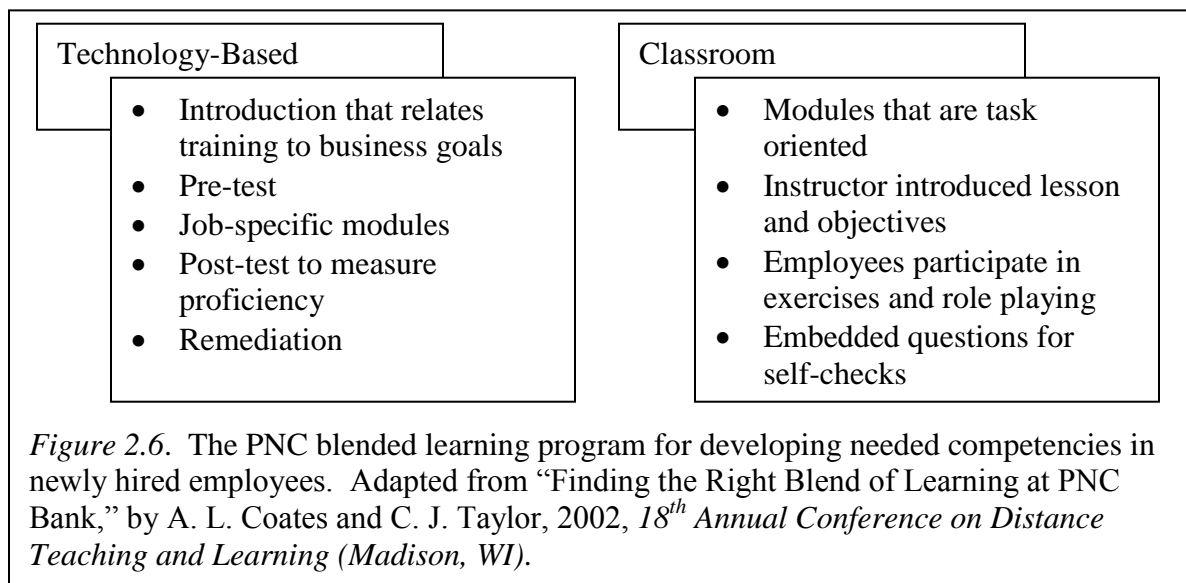 Technology-Based
• Introduction that relates
training to business goals
• Pre-test
• Job-specific modules
• Post-test to measure
proficiency
• Remediation
Classroom
• Modules that are task
oriented
• Instructor introduced lesson
and objectives
• Employees participate in
exercises and role playing
• Embedded questions for
self-checks
Figure 2.6. The PNC blended learning program for developing needed competencies in
newly hired employees. Adapted from “Finding the Right Blend of Learning at PNC
Bank,” by A. L. Coates and C. J. Taylor, 2002, 18th Annual Conference on Distance
Teaching and Learning (Madison, WI).